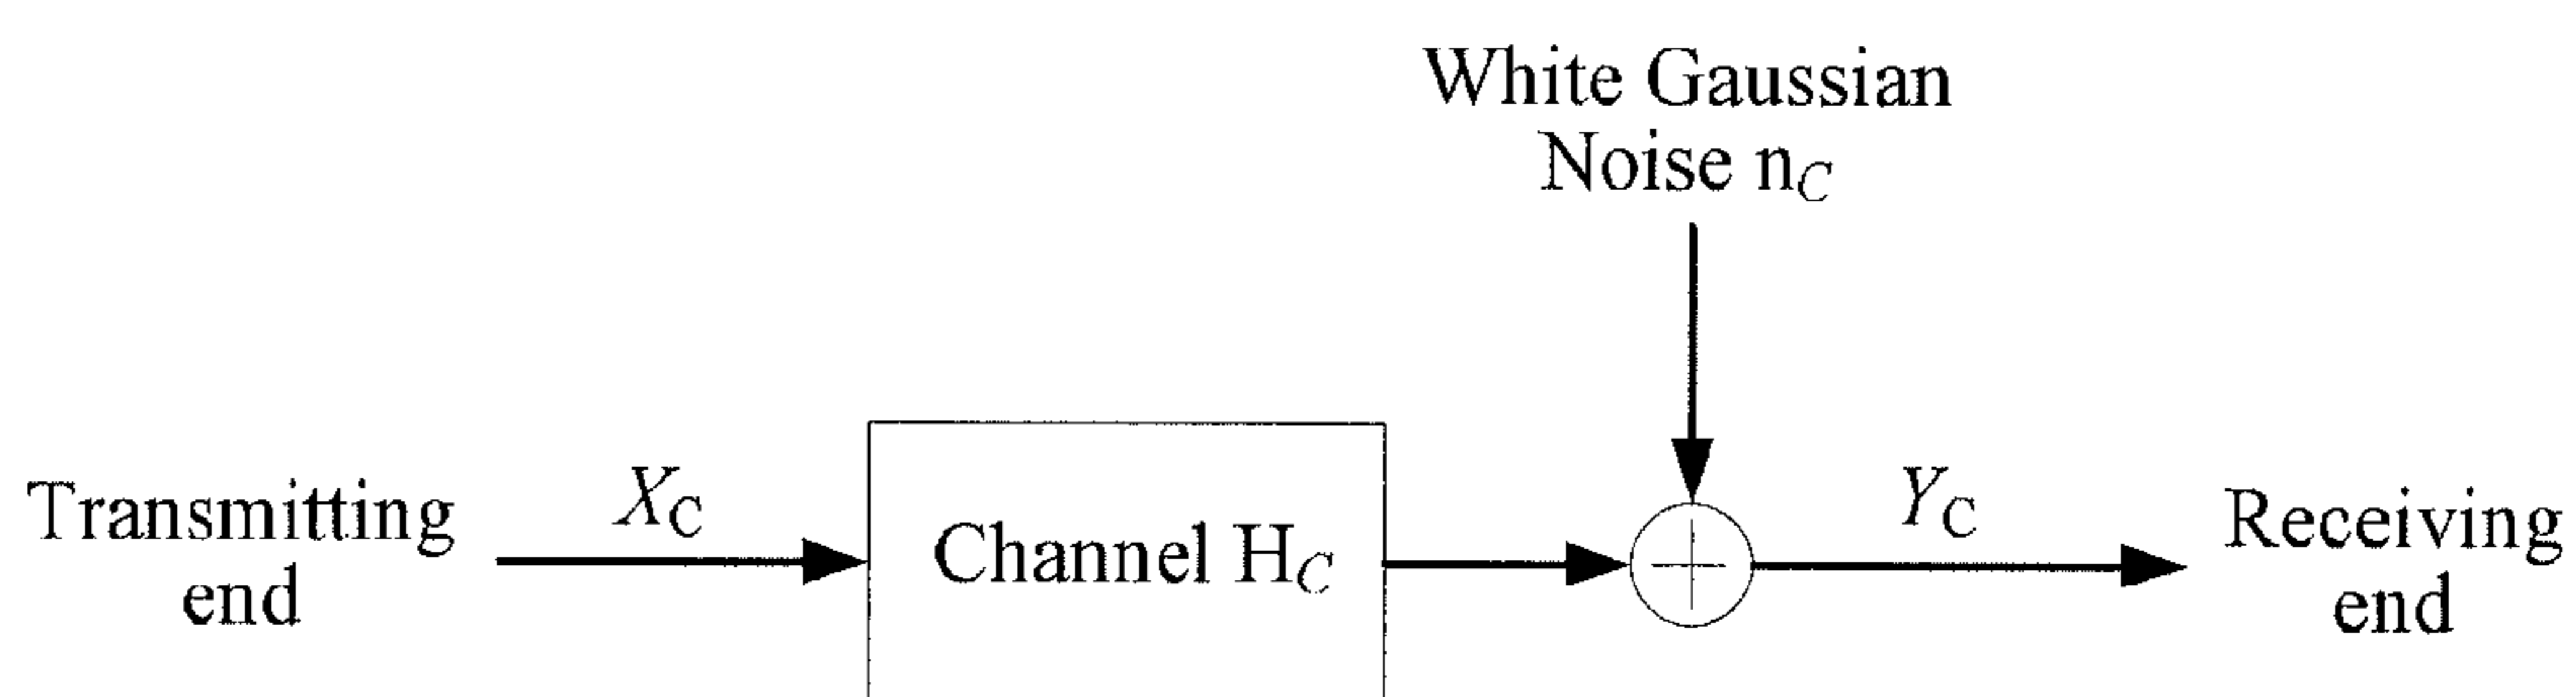 White Gaussian
Noise n_C
Transmitting
end
X_C
Channel H_C
Y_C
Receiving
end